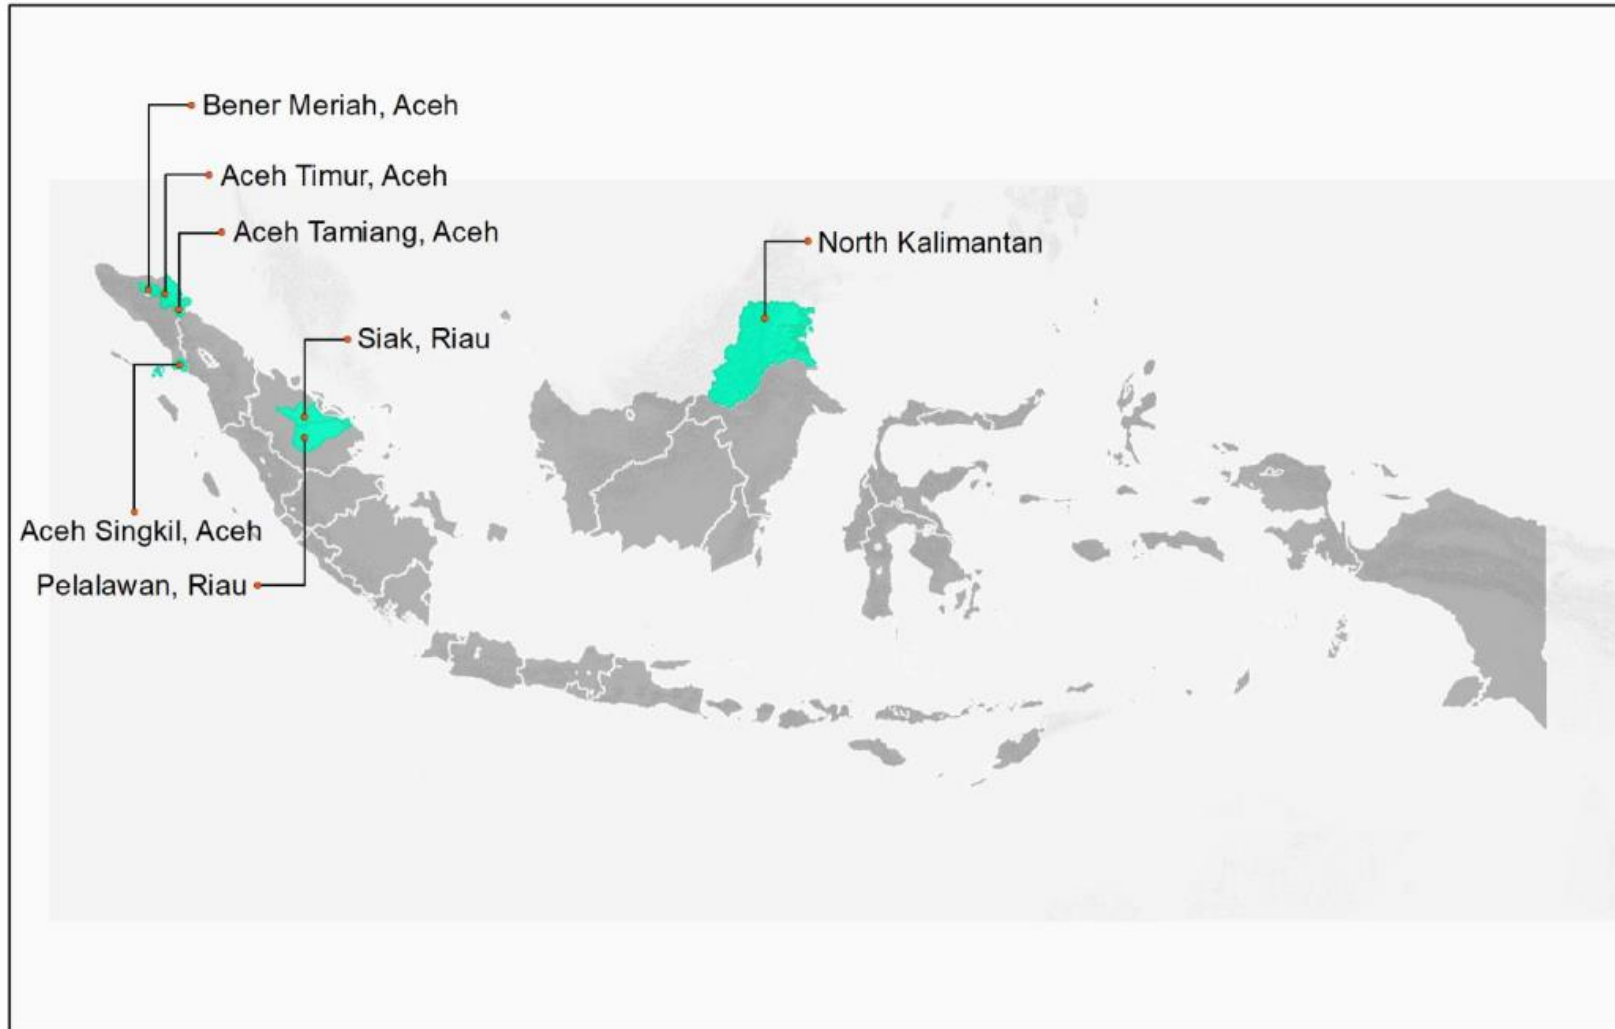 Bener Meriah, Aceh
Aceh Timur, Aceh
Aceh Tamiang, Aceh
North Kalimantan
Siak, Riau
Aceh Singkil, Aceh
Pelalawan, Riau